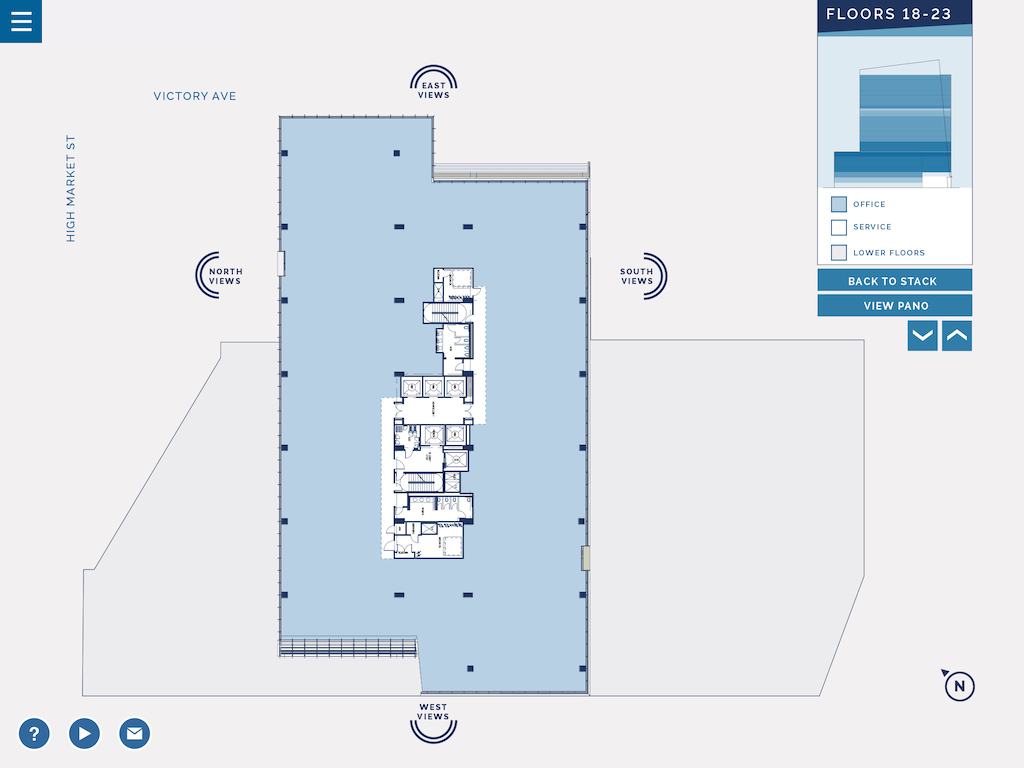 FLOORS 18-23
EAST
VIEWS
VICTORY AVE
HIGH MARKET ST
OFFICE
SERVICE
LOWER FLOORS
NORTH
VIEWS
SOUTH
VIEWS
BACK TO STACK
VIEW PANO
N
WEST
VIEWS
?